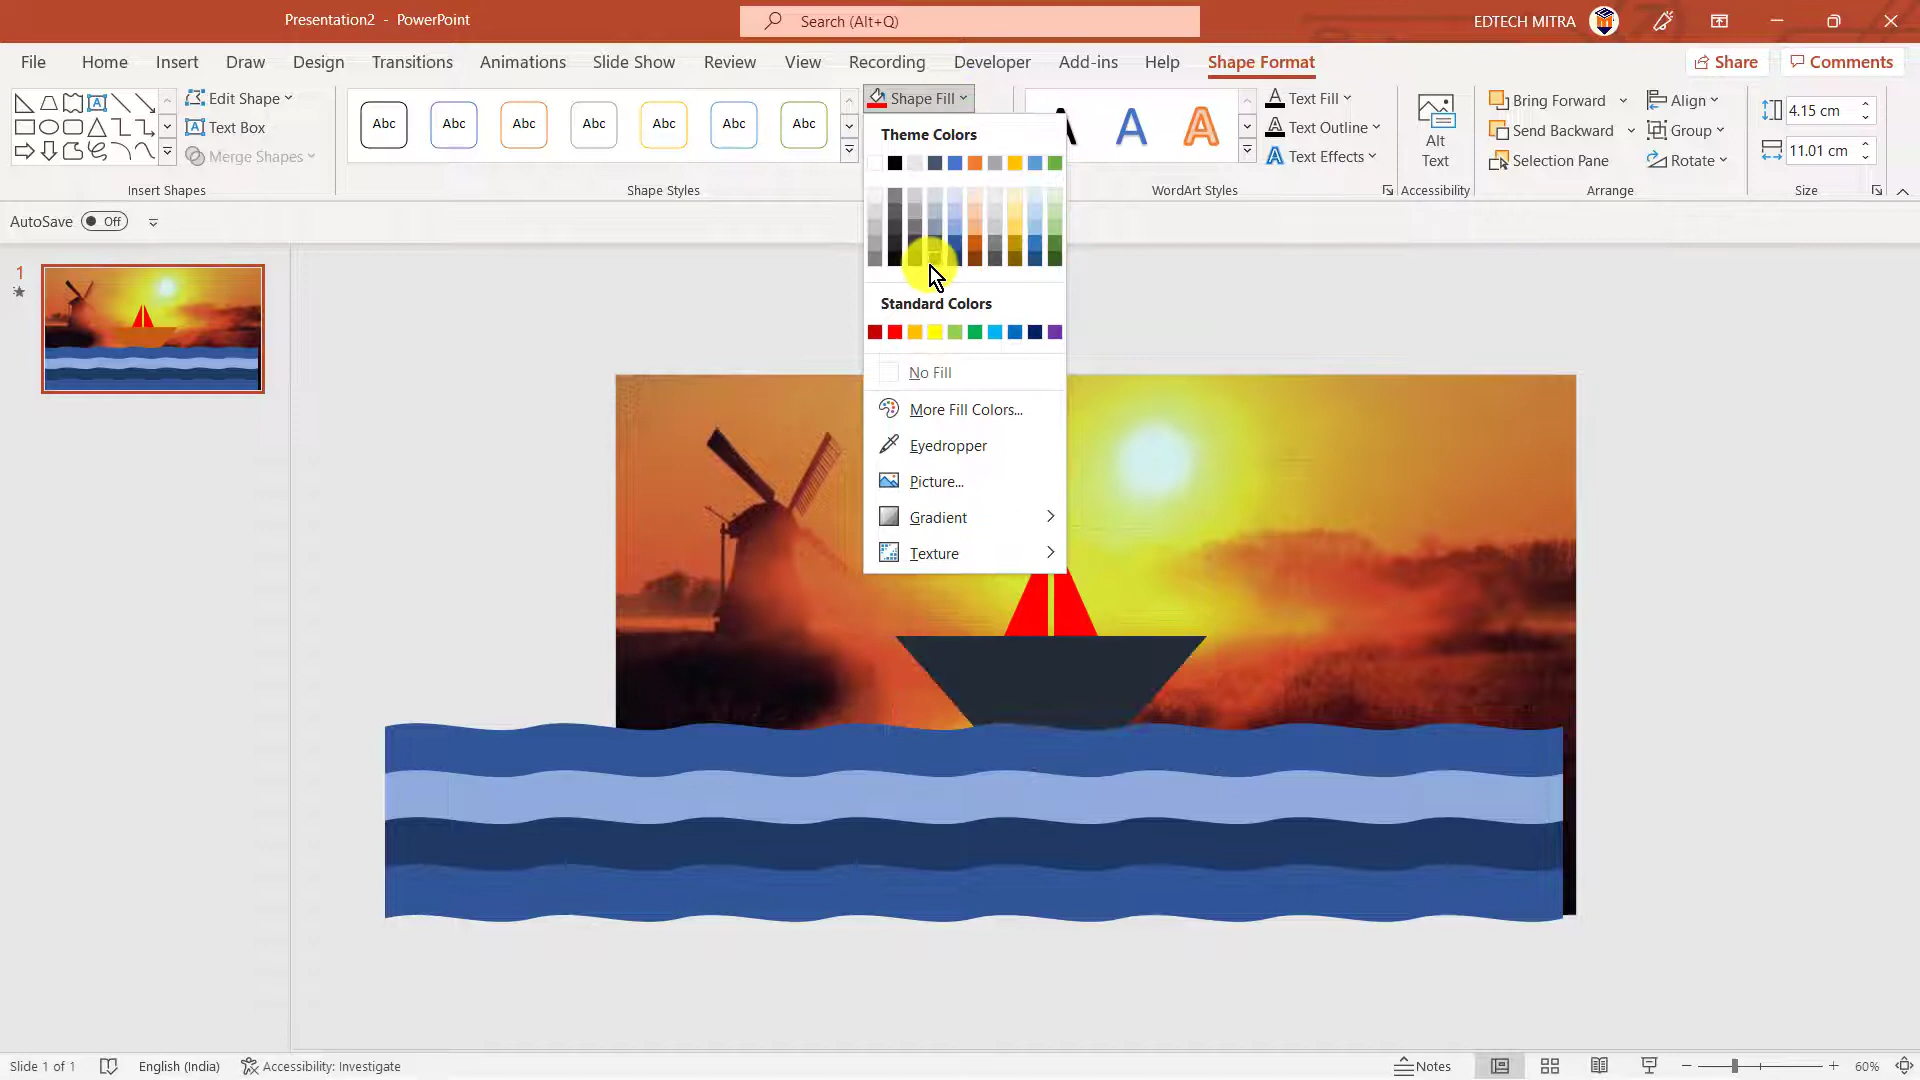 Presentation2 - PowerPoint
Search (Alt+Q)
EDTECH MITRA
File Home Insert Draw Design Transitions Animations Slide Show Review View Recording Developer Add-ins Help Shape Format
Share Comments
Edit Shape
Text Box
Merge Shapes
Insert Shapes
Abc Abc Abc Abc Abc Abc Abc
Shape Styles
Shape Fill
Theme Colors
Standard Colors
No Fill
More Fill Colors...
Eyedropper
Picture...
Gradient
Texture
A A
Text Fill
Text Outline
Text Effects
WordArt Styles
Alt
Text
Accessibility
Bring Forward
Send Backward
Selection Pane
Align
Group
Rotate
Arrange
4.15 cm
11.01 cm
Size
AutoSave Off
1
Slide 1 of 1
English (India)
Accessibility: Investigate
Notes
60%